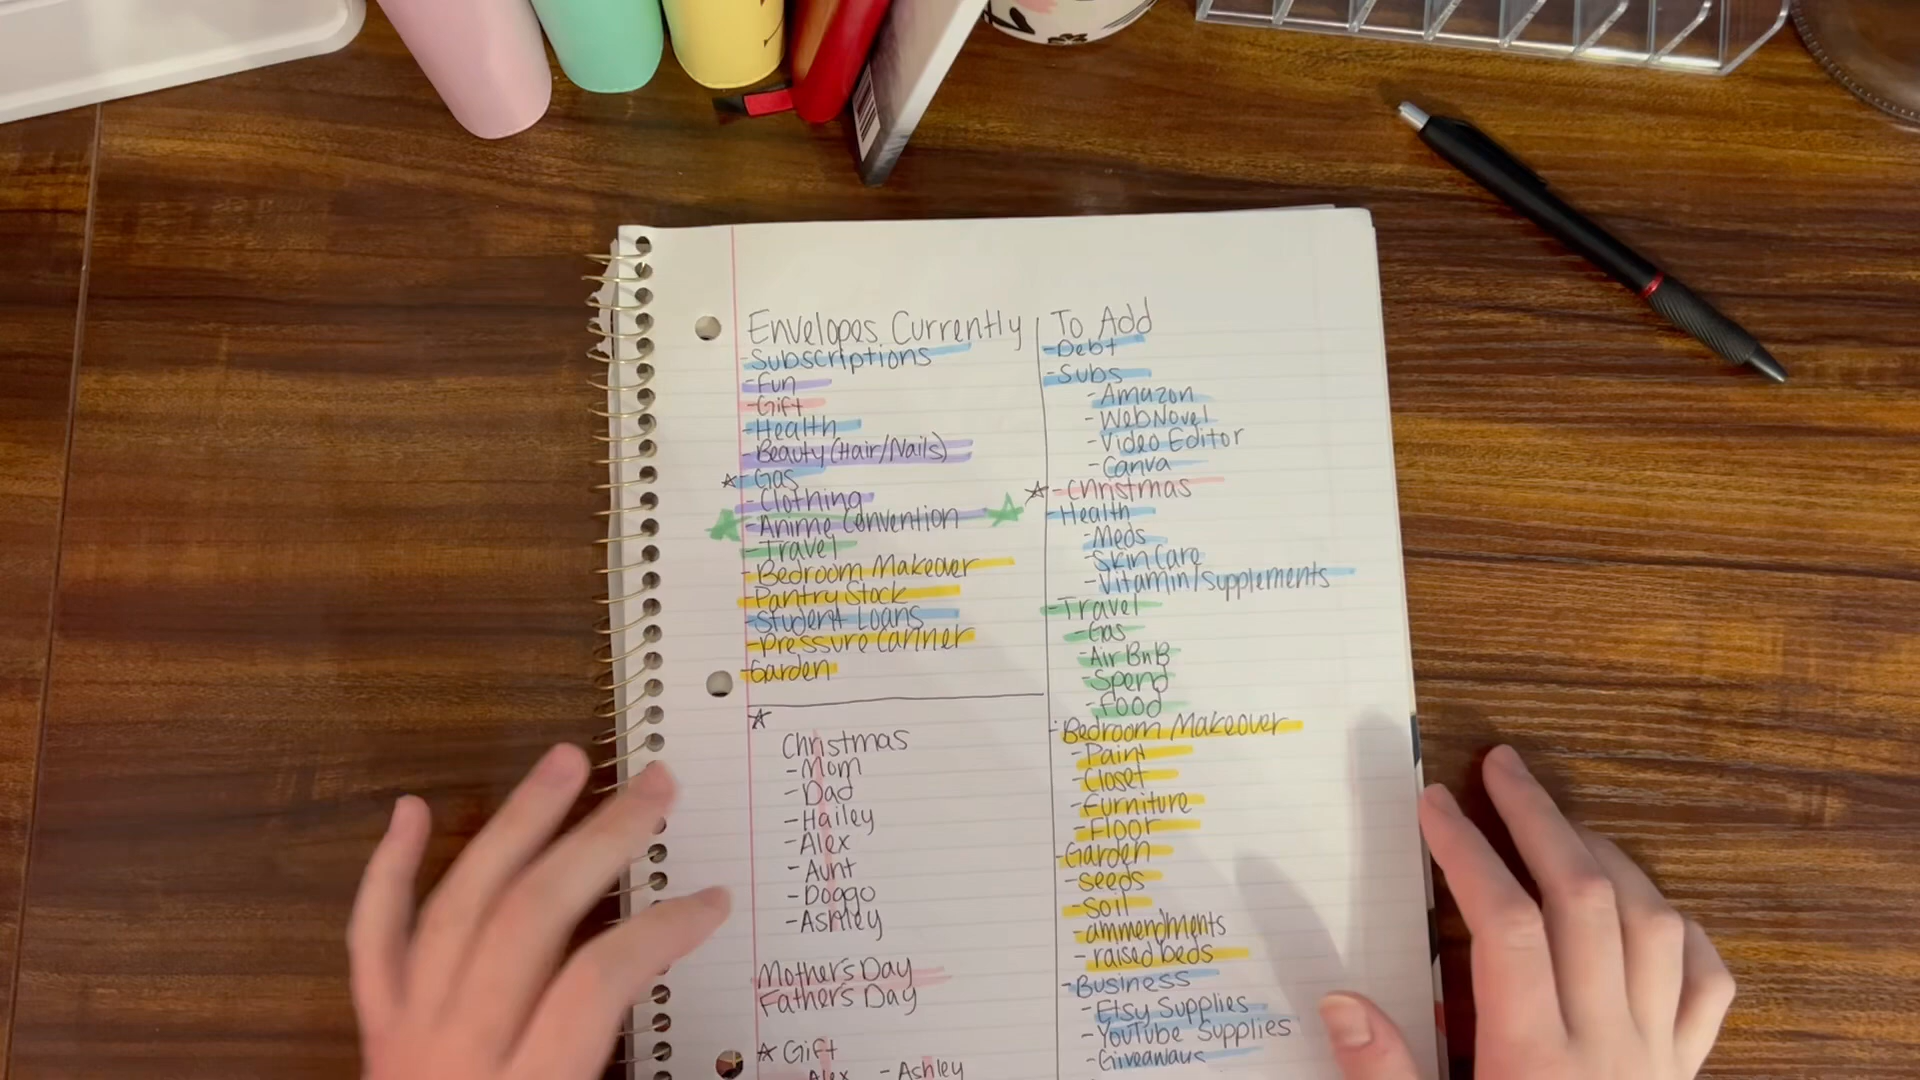 Envelopes Currently
-Subscriptions
-Fun
-Gift
-Health
-Beauty (Hair/Nails)
☆-Gas
-Clothing
☆-Anime Convention ☆
-Travel
-Bedroom Makeover
-Pantry Stock
-Student Loans
-Pressure Canner
-Garden
☆
Christmas
-Mom
-Dad
-Hailey
-Alex
-Aunt
-Doggo
-Ashley
Mother's Day
Father's Day
☆ Gift
Alex -Ashley
To Add
-Debt
-Subs
-Amazon
-WebNovel
-Video Editor
-Canva
☆-Christmas
-Health
-Meds
-Skin Care
-Vitamin/Supplements
-Travel
-Gas
-Air BnB
-Spend
-Food
-Bedroom Makeover
-Paint
-Closet
-Furniture
-Floor
-Garden
-seeds
-soil
-ammendments
-raised beds
-Business
-Etsy Supplies
-YouTube Supplies
-Giveaways